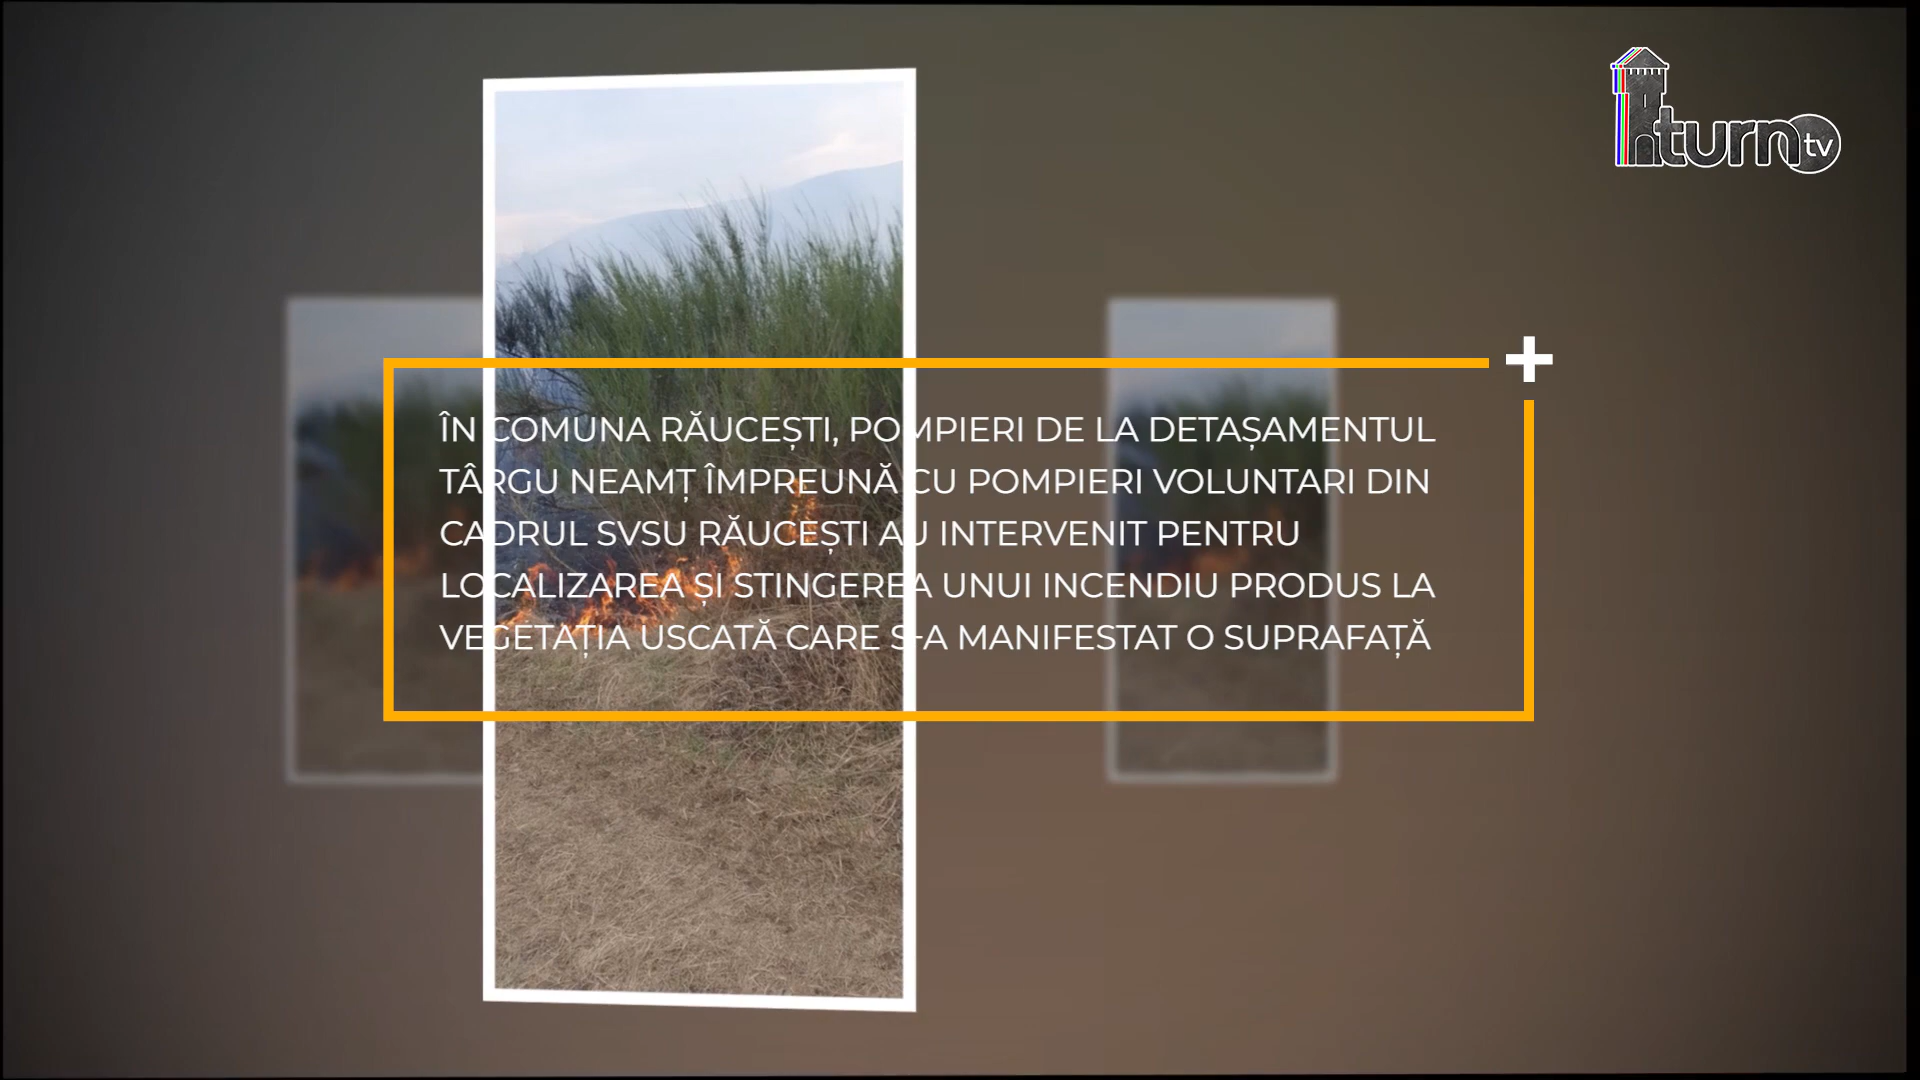 turn tv
ÎN COMUNA RĂUCEȘTI, POMPIERI DE LA DETAȘAMENTUL
TÂRGU NEAMȚ ÎMPREUNĂ CU POMPIERI VOLUNTARI DIN
CADRUL SVSU RĂUCEȘTI AU INTERVENIT PENTRU
LOCALIZAREA ȘI STINGEREA UNUI INCENDIU PRODUS LA
VEGETAȚIA USCATĂ CARE S-A MANIFESTAT O SUPRAFAȚĂ